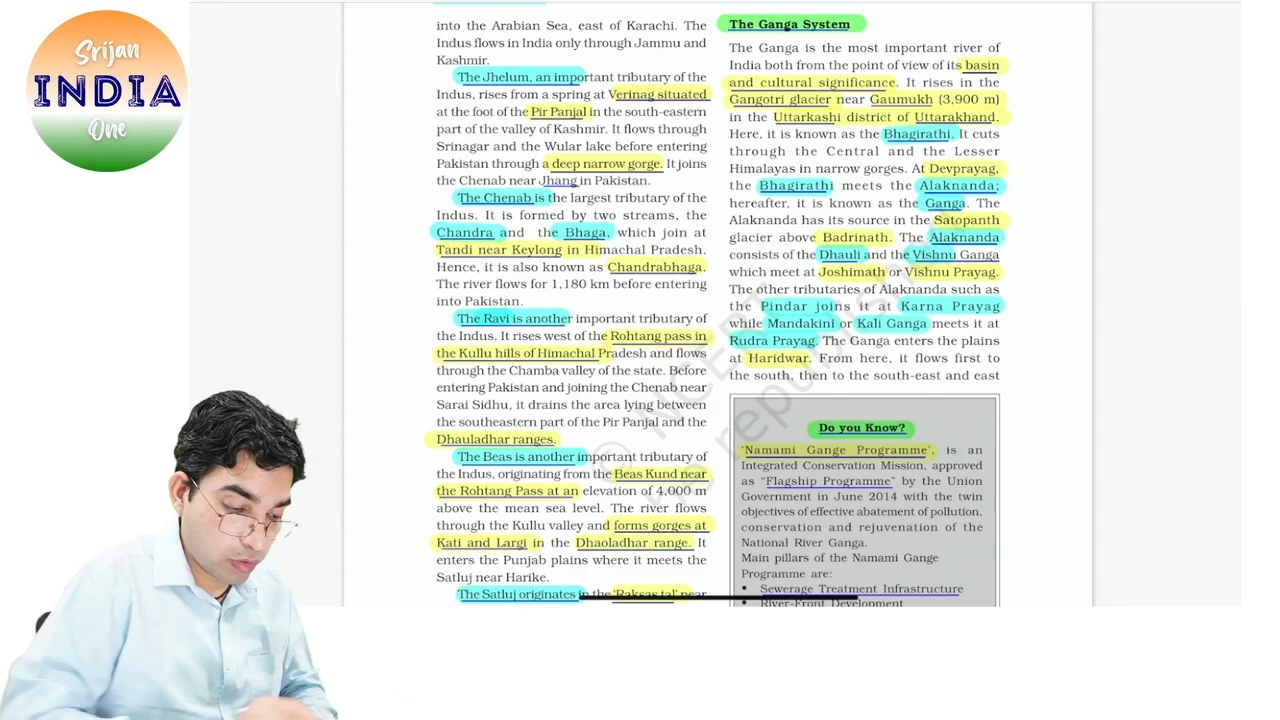 Srijan
INDIA
One
into the Arabian Sea, east of Karachi. The
Indus flows in India only through Jammu and
Kashmir.
The Jhelum, an important tributary of the
Indus, rises from a spring at Verinag situated
at the foot of the Pir Panjal in the south-eastern
part of the valley of Kashmir. It flows through
Srinagar and the Wular lake before entering
Pakistan through a deep narrow gorge. It joins
the Chenab near Jhang in Pakistan.
The Chenab is the largest tributary of the
Indus. It is formed by two streams, the
Chandra and the Bhaga, which join at
Tandi near Keylong in Himachal Pradesh.
Hence, it is also known as Chandrabhaga.
The river flows for 1,180 km before entering
into Pakistan.
The Ravi is another important tributary of
the Indus. It rises west of the Rohtang pass in
the Kullu hills of Himachal Pradesh and flows
through the Chamba valley of the state. Before
entering Pakistan and joining the Chenab near
Sarai Sidhu, it drains the area lying between
the southeastern part of the Pir Panjal and the
Dhauladhar ranges.
The Beas is another important tributary of
the Indus, originating from the Beas Kund near
the Rohtang Pass at an elevation of 4,000 m
above the mean sea level. The river flows
through the Kullu valley and forms gorges at
Kati and Largi in the Dhaoladhar range. It
enters the Punjab plains where it meets the
Satluj near Harike.
The Satluj originates in the 'Raksas tal' near
The Ganga System
The Ganga is the most important river of
India both from the point of view of its basin
and cultural significance. It rises in the
Gangotri glacier near Gaumukh (3,900 m)
in the Uttarkashi district of Uttarakhand.
Here, it is known as the Bhagirathi. It cuts
through the Central and the Lesser
Himalayas in narrow gorges. At Devprayag,
the Bhagirathi meets the Alaknanda;
hereafter, it is known as the Ganga. The
Alaknanda has its source in the Satopanth
glacier above Badrinath. The Alaknanda
consists of the Dhauli and the Vishnu Ganga
which meet at Joshimath or Vishnu Prayag.
The other tributaries of Alaknanda such as
the Pindar joins it at Karna Prayag
while Mandakini or Kali Ganga meets it at
Rudra Prayag. The Ganga enters the plains
at Haridwar. From here, it flows first to
the south, then to the south-east and east
Do you Know?
'Namami Gange Programme', is an
Integrated Conservation Mission, approved
as "Flagship Programme" by the Union
Government in June 2014 with the twin
objectives of effective abatement of pollution,
conservation and rejuvenation of the
National River Ganga.
Main pillars of the Namami Gange
Programme are:
• Sewerage Treatment Infrastructure
• River-Front Development
© NCERT
republished